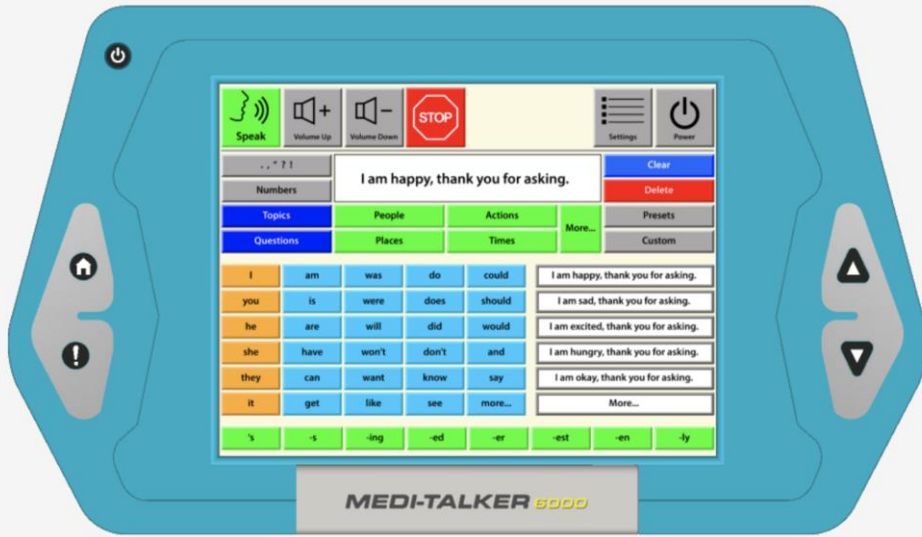 Speak
Volume Up
Volume Down
STOP
Settings
Power
. , " ? !
Numbers
I am happy, thank you for asking.
Clear
Delete
Topics
People
Actions
More...
Presets
Questions
Places
Times
Custom
I am was do could
I am happy, thank you for asking.
you is were does should
I am sad, thank you for asking.
he are will did would
I am excited, thank you for asking.
she have won't don't and
I am hungry, thank you for asking.
they can want know say
I am okay, thank you for asking.
it get like see more...
More...
's -s -ing -ed -er -est -en -ly
MEDI-TALKER 6000